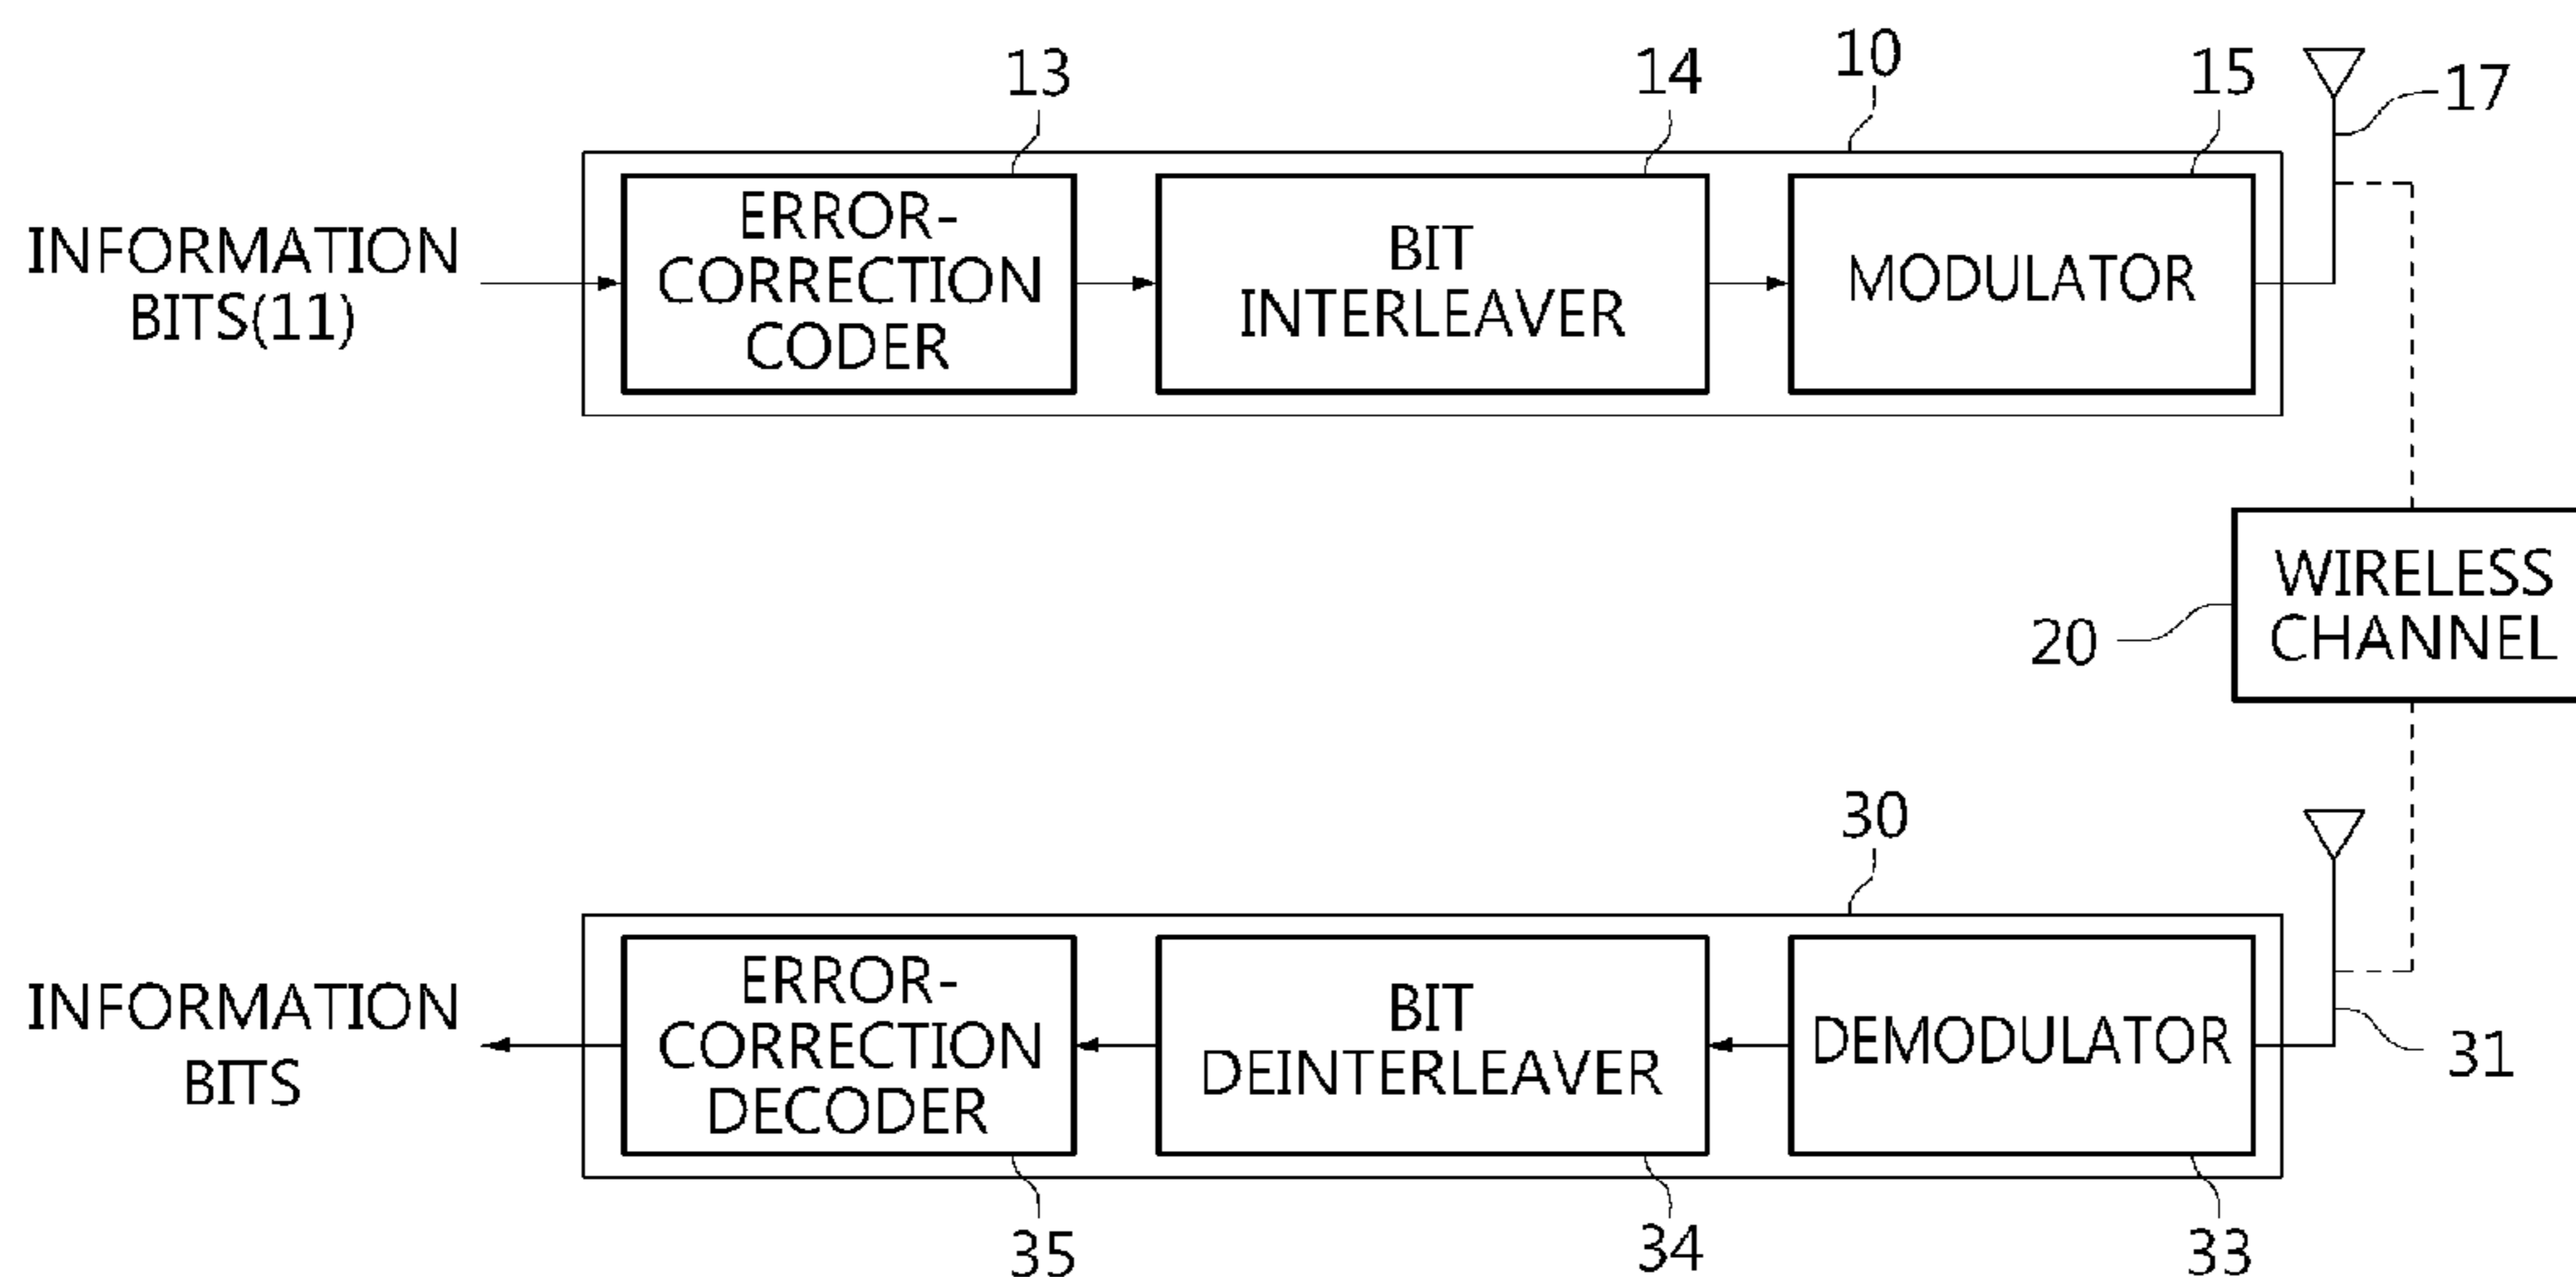 10
13
14
15
17
INFORMATION
BITS(11)
ERROR-
CORRECTION
CODER
BIT
INTERLEAVER
MODULATOR
WIRELESS
CHANNEL
20
30
INFORMATION
BITS
ERROR-
CORRECTION
DECODER
BIT
DEINTERLEAVER
DEMODULATOR
31
35
34
33